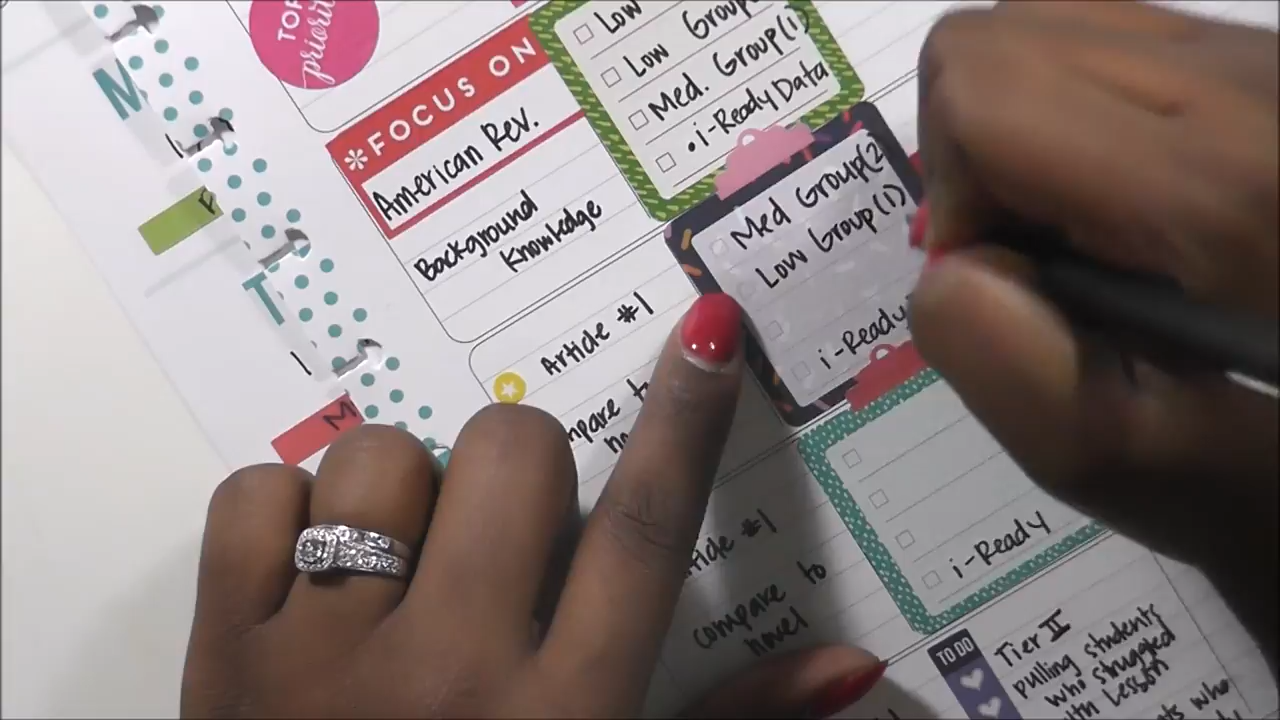 TOP
priority
M
*FOCUS ON
American Rev.
Background
Knowledge
Low
Low Group
Med. Group(1)
•i-Ready Data
F
T
Med Group(2
Low Group(1)
i-Ready
Article #1
compare to
M
i-Ready
Article #1
compare to
novel
TO DO
Tier II
pulling students
who struggled
with Lesson